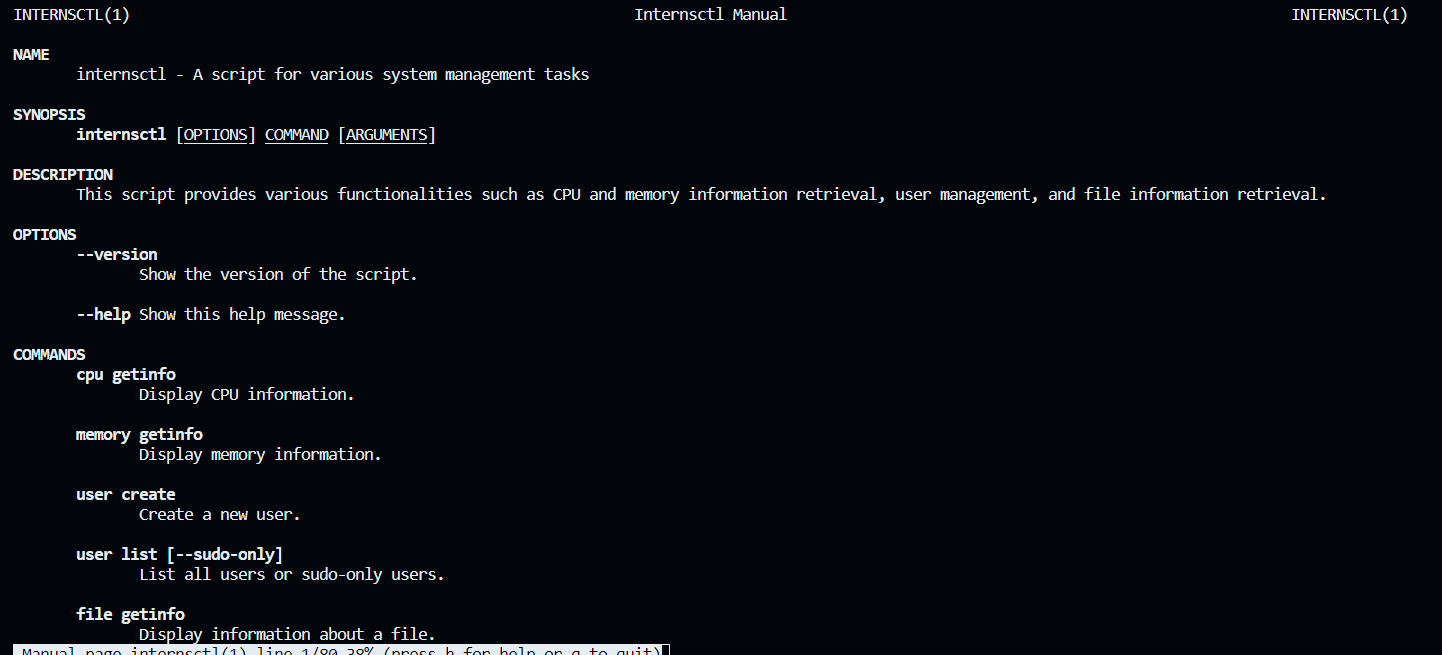 INTERNSCTL(1) Internsctl Manual INTERNSCTL(1)
NAME
internsctl - A script for various system management tasks
SYNOPSIS
internsctl [OPTIONS] COMMAND [ARGUMENTS]
DESCRIPTION
This script provides various functionalities such as CPU and memory information retrieval, user management, and file information retrieval.
OPTIONS
--version
Show the version of the script.
--help Show this help message.
COMMANDS
cpu getinfo
Display CPU information.
memory getinfo
Display memory information.
user create
Create a new user.
user list [--sudo-only]
List all users or sudo-only users.
file getinfo
Display information about a file.
Manual page internsctl(1) line 1/80 38% (press h for help or q to quit)